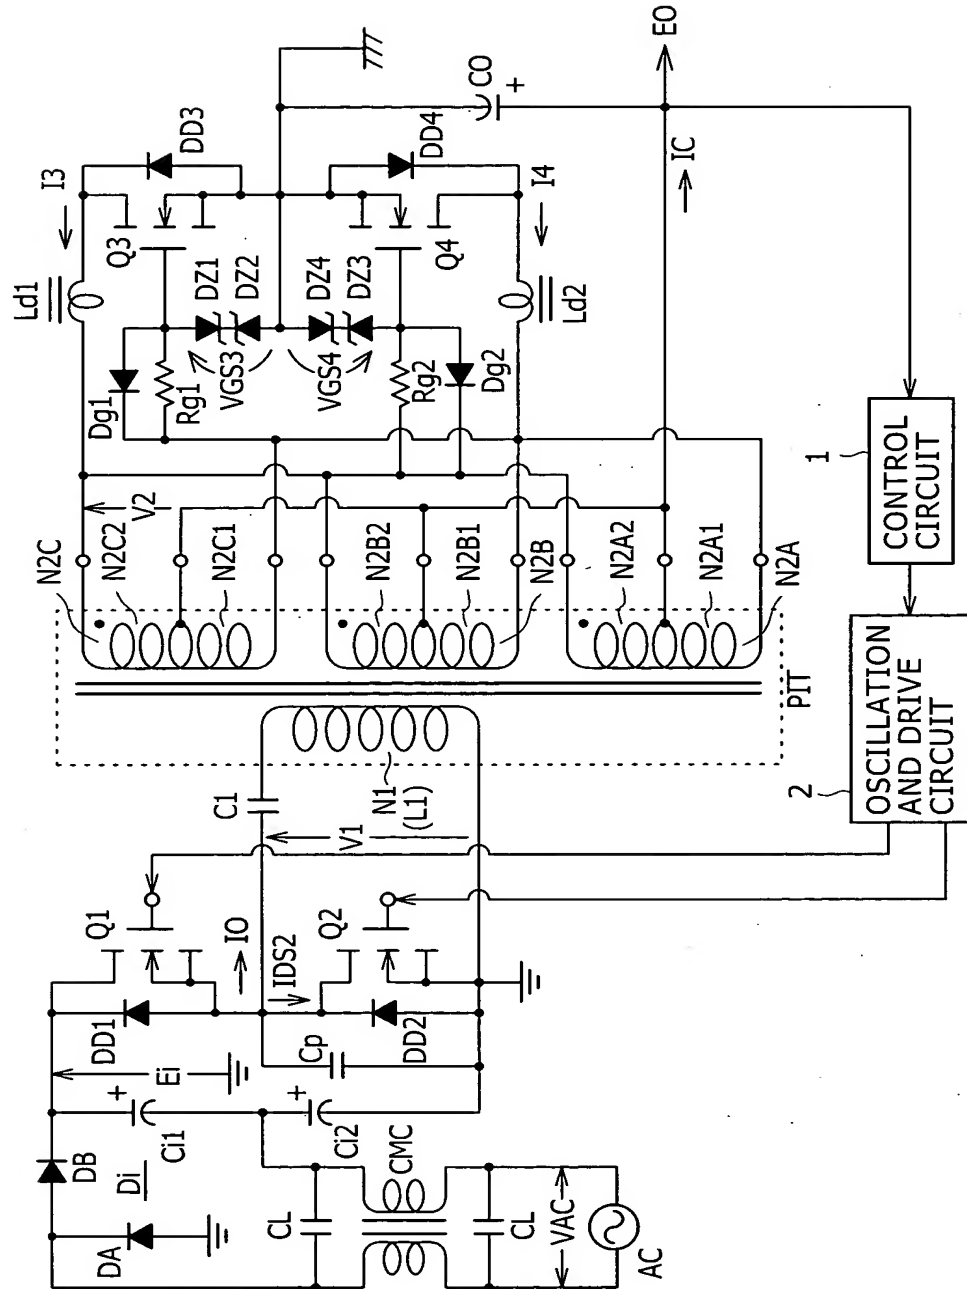 I3
DD3
Ld1
Q3
DZ1
DZ2
VGS3
Dg1
Rg1
DZ4
DZ3
VGS4
Rg2
Dg2
Q4
DD4
I4
Ld2
CO
+
EO
IC
V2
N2C
N2C2
N2C1
N2B2
N2B1
N2B
N2A2
N2A1
N2A
PIT
1
CONTROL
CIRCUIT
2
OSCILLATION
AND DRIVE
CIRCUIT
C1
N1
(L1)
V1
Q1
IO
IDS2
Q2
DD1
Cp
DD2
Ei
+
Ci1
+
Ci2
DB
Di
DA
CL
CMC
CL
VAC
AC